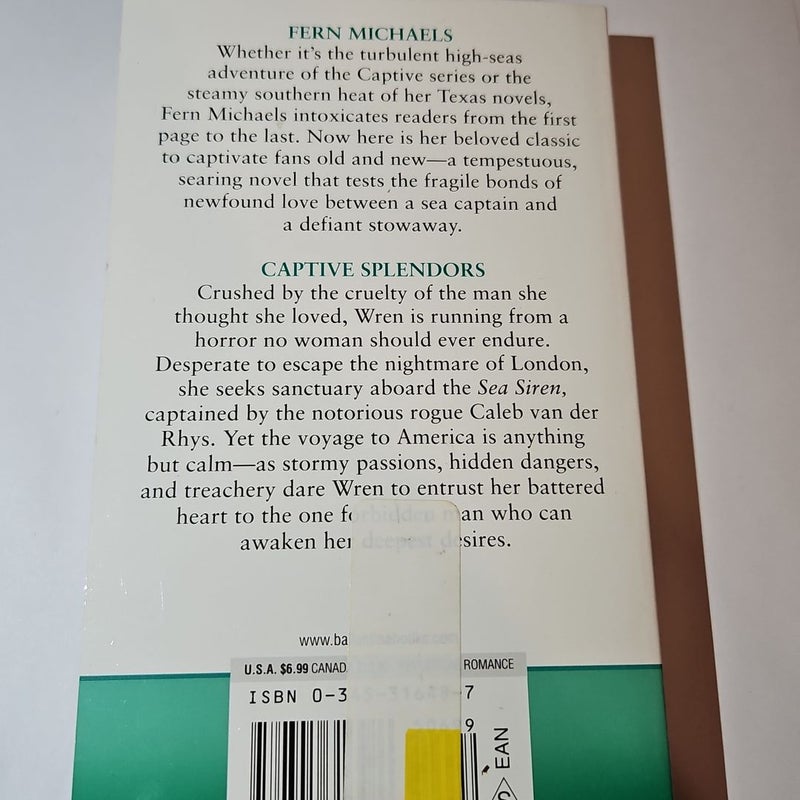 FERN MICHAELS
Whether it's the turbulent high-seas
adventure of the Captive series or the
steamy southern heat of her Texas novels,
Fern Michaels intoxicates readers from the first
page to the last. Now here is her beloved classic
to captivate fans old and new—a tempestuous,
searing novel that tests the fragile bonds of
newfound love between a sea captain and
a defiant stowaway.
CAPTIVE SPLENDORS
Crushed by the cruelty of the man she
thought she loved, Wren is running from a
horror no woman should ever endure.
Desperate to escape the nightmare of London,
she seeks sanctuary aboard the Sea Siren,
captained by the notorious rogue Caleb van der
Rhys. Yet the voyage to America is anything
but calm—as stormy passions, hidden dangers,
and treachery dare Wren to entrust her battered
heart to the one forbidden man who can
awaken her deepest desires.
U.S.A. $6.99 ROMANCE
ISBN
EAN